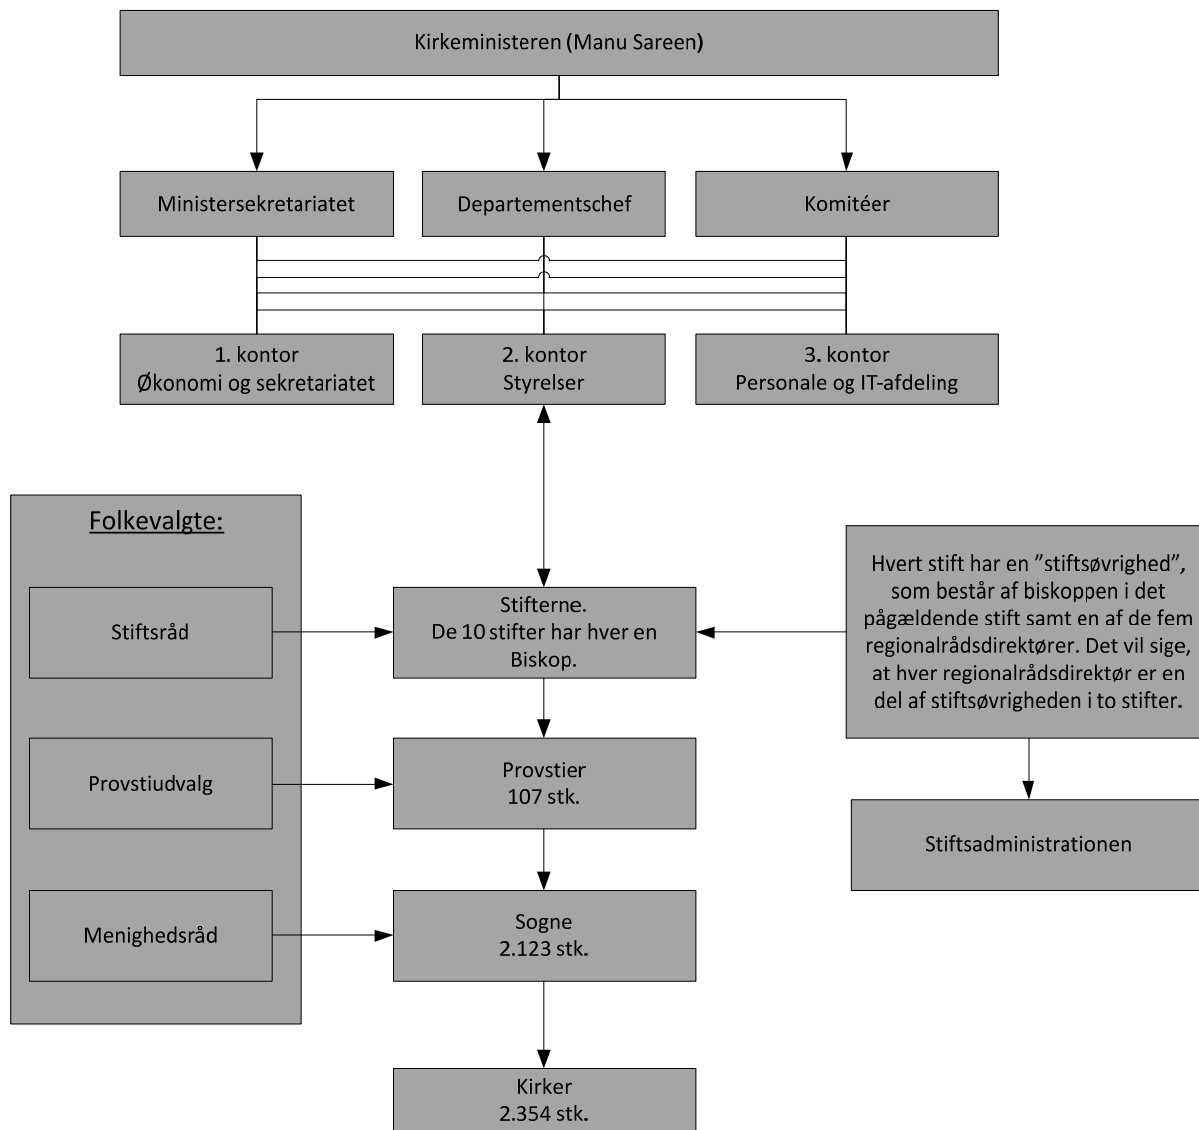 Kirkeministeren (Manu Sareen)
Ministersekretariatet
Departementschef
Komitéer
1. kontor
Økonomi og sekretariatet
2. kontor
Styrelser
3. kontor
Personale og IT-afdeling
Folkevalgte:
Stiftsråd
Stifterne.
De 10 stifter har hver en
Biskop.
Hvert stift har en ”stiftsøvrighed”,
som består af biskoppen i det
pågældende stift samt en af de fem
regionalrådsdirektører. Det vil sige,
at hver regionalrådsdirektør er en
del af stiftsøvrigheden i to stifter.
Provstiudvalg
Provstier
107 stk.
Stiftsadministrationen
Menighedsråd
Sogne
2.123 stk.
Kirker
2.354 stk.